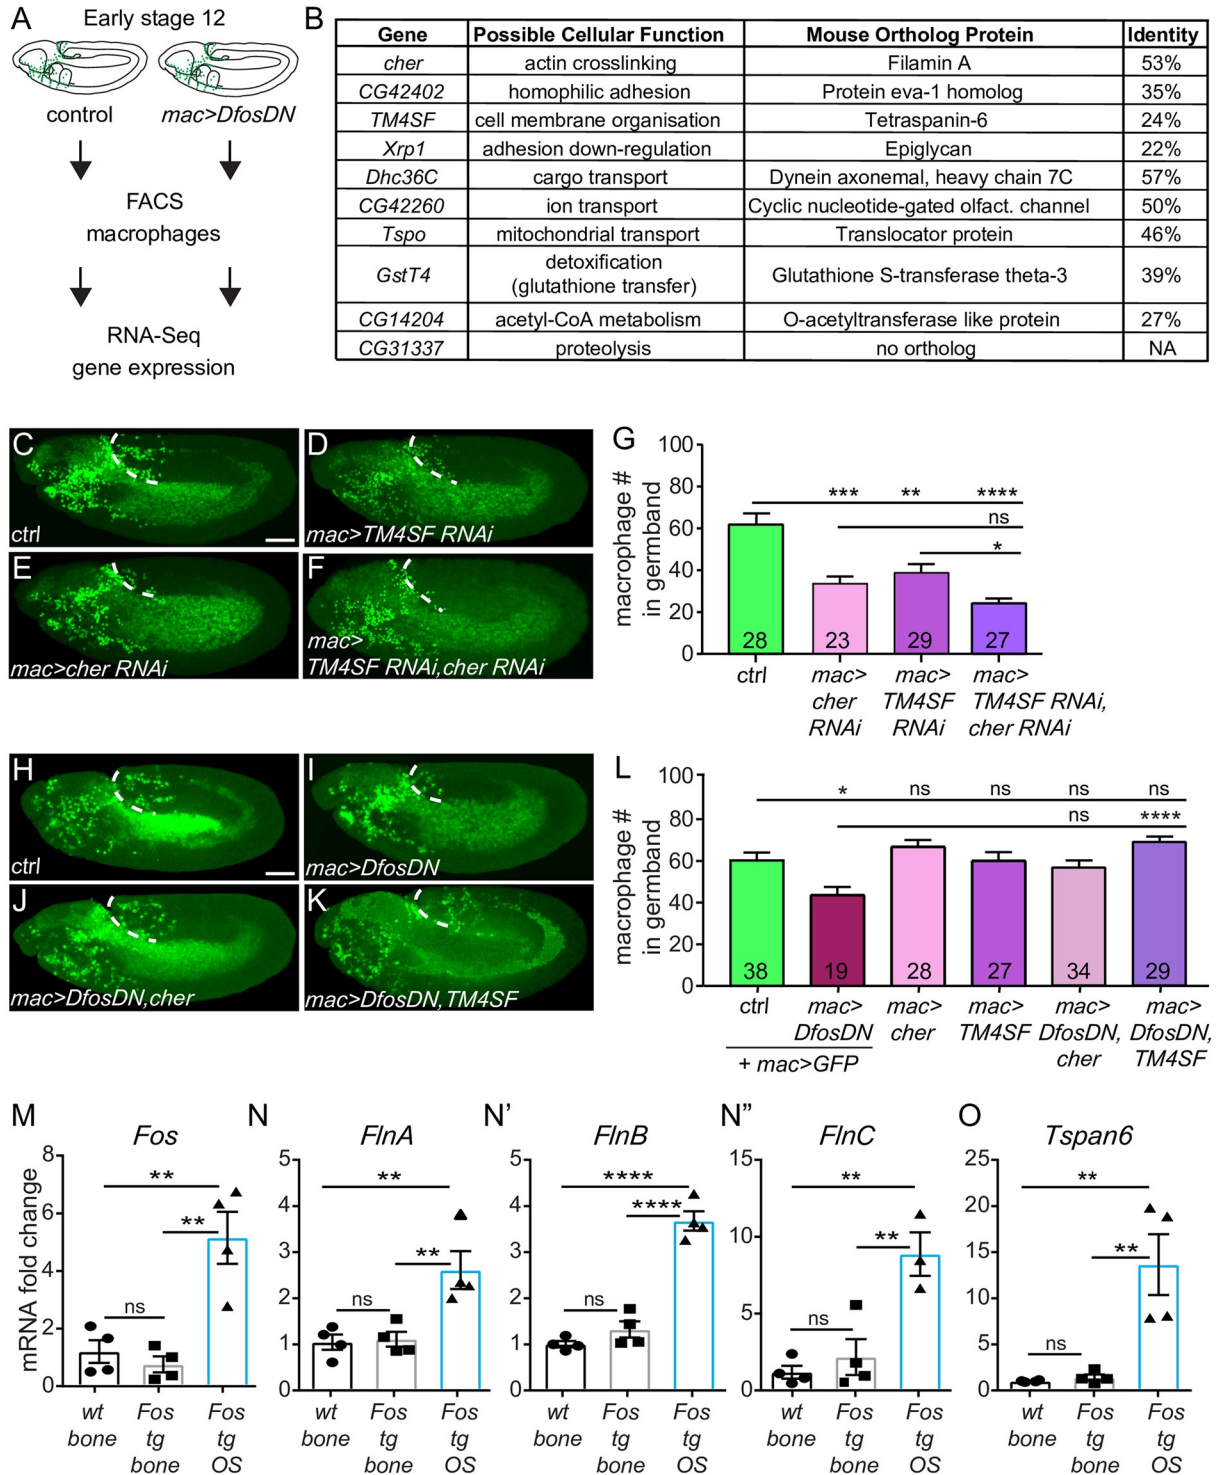 A
Early stage 12
control
mac>DfosDN
FACS
macrophages
RNA-Seq
gene expression
B
Gene Possible Cellular Function Mouse Ortholog Protein Identity
cher actin crosslinking Filamin A 53%
CG42402 homophilic adhesion Protein eva-1 homolog 35%
TM4SF cell membrane organisation Tetraspanin-6 24%
Xrp1 adhesion down-regulation Epiglycan 22%
Dhc36C cargo transport Dynein axonemal, heavy chain 7C 57%
CG42260 ion transport Cyclic nucleotide-gated olfact. channel 50%
Tspo mitochondrial transport Translocator protein 46%
GstT4 detoxification
(glutathione transfer) Glutathione S-transferase theta-3 39%
CG14204 acetyl-CoA metabolism O-acetyltransferase like protein 27%
CG31337 proteolysis no ortholog NA
C
ctrl
D
mac>TM4SF RNAi
E
mac>cher RNAi
F
mac>
TM4SF RNAi,cher RNAi
G
macrophage #
in germband
100
80
60
40
20
0
*** ** ****
ns
*
28 23 29 27
ctrl
mac>
cher
RNAi
mac>
TM4SF
RNAi
mac>
TM4SF RNAi,
cher RNAi
H
ctrl
I
mac>DfosDN
J
mac>DfosDN,cher
K
mac>DfosDN,TM4SF
L
macrophage #
in germband
100
80
60
40
20
0
* ns ns ns ns
ns ****
38 19 28 27 34 29
ctrl
mac>
DfosDN
+ mac>GFP
mac>
cher
mac>
TM4SF
mac>
DfosDN,
cher
mac>
DfosDN,
TM4SF
M
Fos
mRNA fold change
8
6
4
2
0
**
**
ns
wt
bone
Fos
tg
bone
Fos
tg
OS
N
FlnA
5
4
3
2
1
0
**
**
ns
wt
bone
Fos
tg
bone
Fos
tg
OS
N'
FlnB
5
4
3
2
1
0
****
****
ns
wt
bone
Fos
tg
bone
Fos
tg
OS
N"
FlnC
15
10
5
0
**
**
ns
wt
bone
Fos
tg
bone
Fos
tg
OS
O
Tspan6
25
20
15
10
5
0
**
**
ns
wt
bone
Fos
tg
bone
Fos
tg
OS